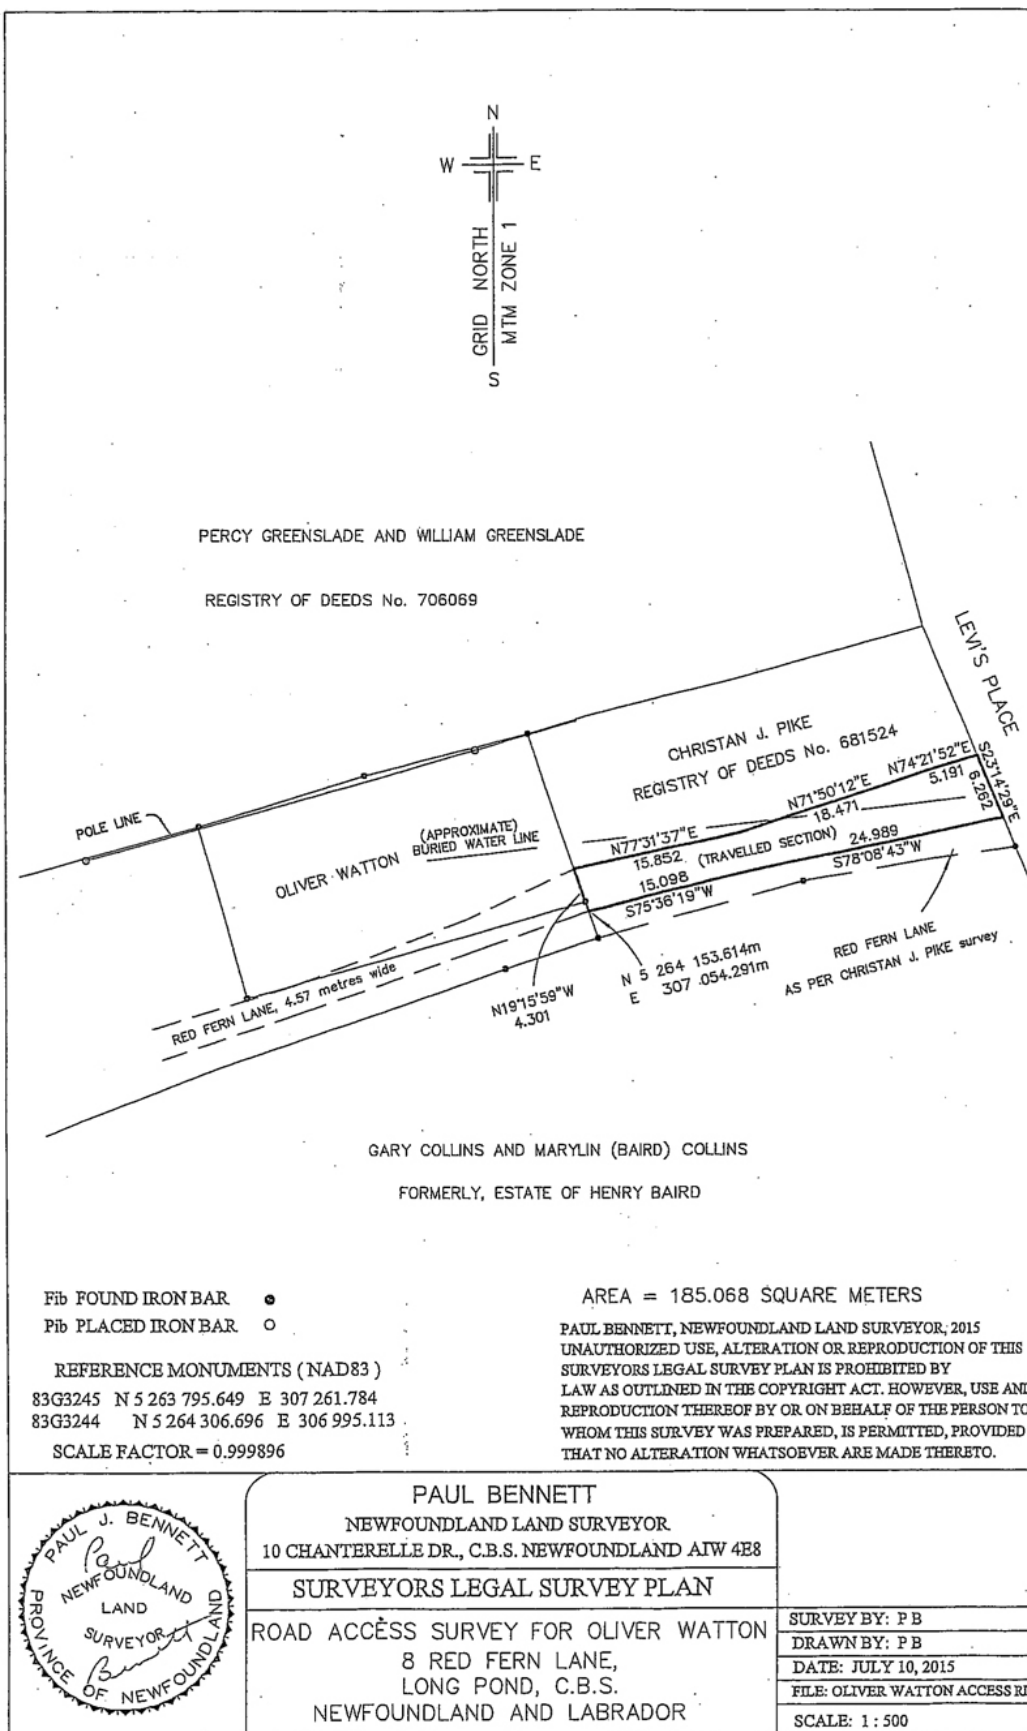 N
W E
GRID NORTH
MTM ZONE 1
S
PERCY GREENSLADE AND WILLIAM GREENSLADE
REGISTRY OF DEEDS No. 706069
LEVI'S PLACE
CHRISTAN J. PIKE
REGISTRY OF DEEDS No. 681524
N74°21'52"E
5.191
S23°14'29"E
6.262
N71°50'12"E
18.471
N77°31'37"E
15.852
(TRAVELLED SECTION)
24.989
S78°08'43"W
15.098
S75°36'19"W
POLE LINE
(APPROXIMATE)
BURIED WATER LINE
OLIVER WATTON
RED FERN LANE, 4.57 metres wide
N19°15'59"W
4.301
N 5 264 153.614m
E 307 054.291m
RED FERN LANE
AS PER CHRISTAN J. PIKE survey
GARY COLLINS AND MARYLIN (BAIRD) COLLINS
FORMERLY, ESTATE OF HENRY BAIRD
Fib FOUND IRON BAR
Pib PLACED IRON BAR
REFERENCE MONUMENTS ( NAD83 )
83G3245 N 5 263 795.649 E 307 261.784
83G3244 N 5 264 306.696 E 306 995.113
SCALE FACTOR = 0.999896
AREA = 185.068 SQUARE METERS
PAUL BENNETT, NEWFOUNDLAND LAND SURVEYOR, 2015
UNAUTHORIZED USE, ALTERATION OR REPRODUCTION OF THIS
SURVEYORS LEGAL SURVEY PLAN IS PROHIBITED BY
LAW AS OUTLINED IN THE COPYRIGHT ACT. HOWEVER, USE AND
REPRODUCTION THEREOF BY OR ON BEHALF OF THE PERSON TO
WHOM THIS SURVEY WAS PREPARED, IS PERMITTED, PROVIDED
THAT NO ALTERATION WHATSOEVER ARE MADE THERETO.
PAUL J. BENNETT
Paul
NEWFOUNDLAND
LAND
SURVEYOR
Bennett
PROVINCE OF NEWFOUNDLAND
PAUL BENNETT
NEWFOUNDLAND LAND SURVEYOR
10 CHANTERELLE DR., C.B.S. NEWFOUNDLAND A1W 4E8
SURVEYORS LEGAL SURVEY PLAN
ROAD ACCESS SURVEY FOR OLIVER WATTON
8 RED FERN LANE,
LONG POND, C.B.S.
NEWFOUNDLAND AND LABRADOR
SURVEY BY: P B
DRAWN BY: P B
DATE: JULY 10, 2015
FILE: OLIVER WATTON ACCESS
SCALE: 1 : 500